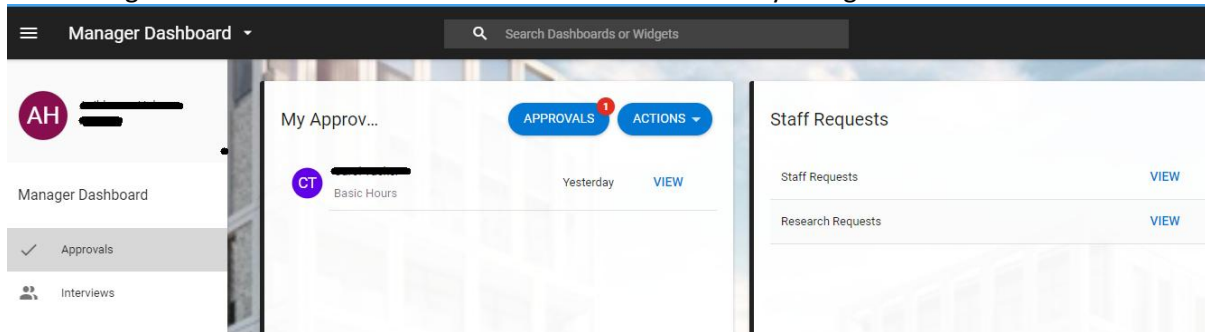 Manager Dashboard
Search Dashboards or Widgets
AH
Manager Dashboard
Approvals
Interviews
My Approv...
APPROVALS 1
ACTIONS
CT
Basic Hours
Yesterday
VIEW
Staff Requests
Staff Requests VIEW
Research Requests VIEW